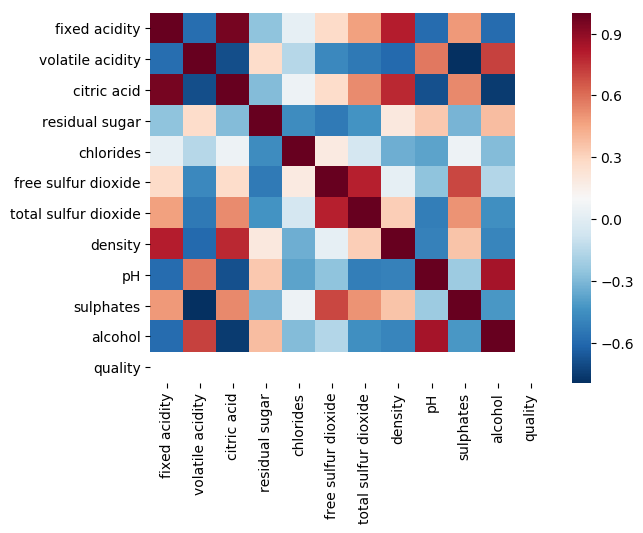 fixed acidity
volatile acidity
citric acid
residual sugar
chlorides
free sulfur dioxide
total sulfur dioxide
density
pH
sulphates
alcohol
quality
fixed acidity
volatile acidity
citric acid
residual sugar
chlorides
free sulfur dioxide
total sulfur dioxide
density
pH
sulphates
alcohol
quality
0.9
0.6
0.3
0.0
−0.3
−0.6